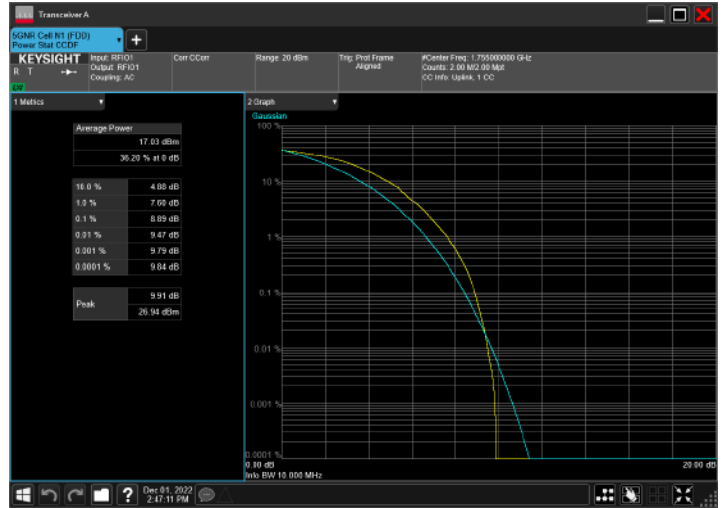 Transceiver A
5GNR Cell N1 (FDD)
Power Stat CCDF
KEYSIGHT
R T
Input: RFIO1
Output: RFIO1
Coupling: AC
Corr CCorr
Range: 20 dBm
Trig: Prot Frame
Aligned
#Center Freq: 1.755000000 GHz
Counts: 2.00 M/2.00 Mpt
CC Info: Uplink, 1 CC
1 Metrics
Average Power
17.03 dBm
36.20 % at 0 dB
10.0 % 4.88 dB
1.0 % 7.60 dB
0.1 % 8.89 dB
0.01 % 9.47 dB
0.001 % 9.79 dB
0.0001 % 9.84 dB
Peak
9.91 dB
26.94 dBm
2 Graph
Gaussian
100 %
10 %
1 %
0.1 %
0.01 %
0.001 %
0.0001 %
0.00 dB
20.00 dB
Info BW 10.000 MHz
Dec 01, 2022
2:47:11 PM